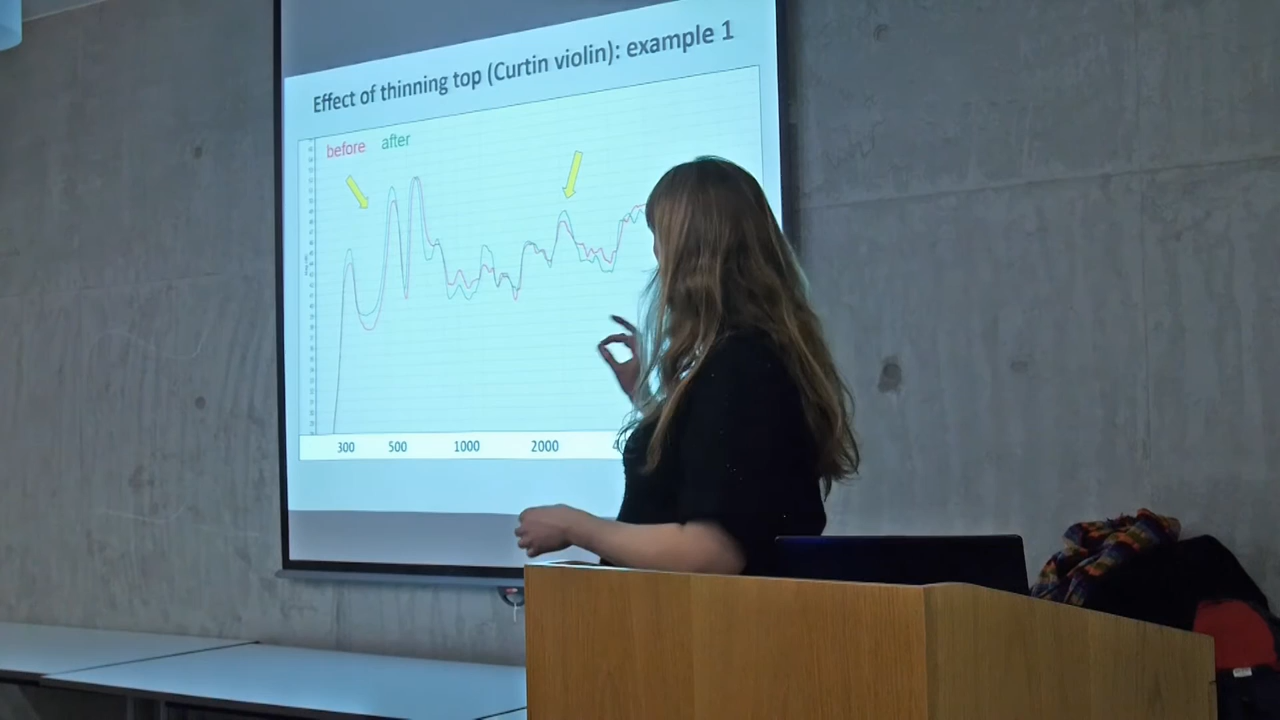 Effect of thinning top (Curtin violin): example 1
before after
300 500 1000 2000